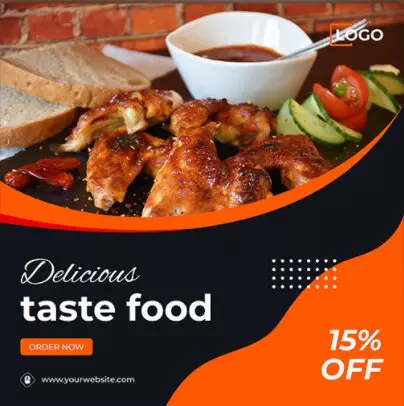 LOGO
Delicious
taste food
ORDER NOW
15%
OFF
www.yourwebsite.com